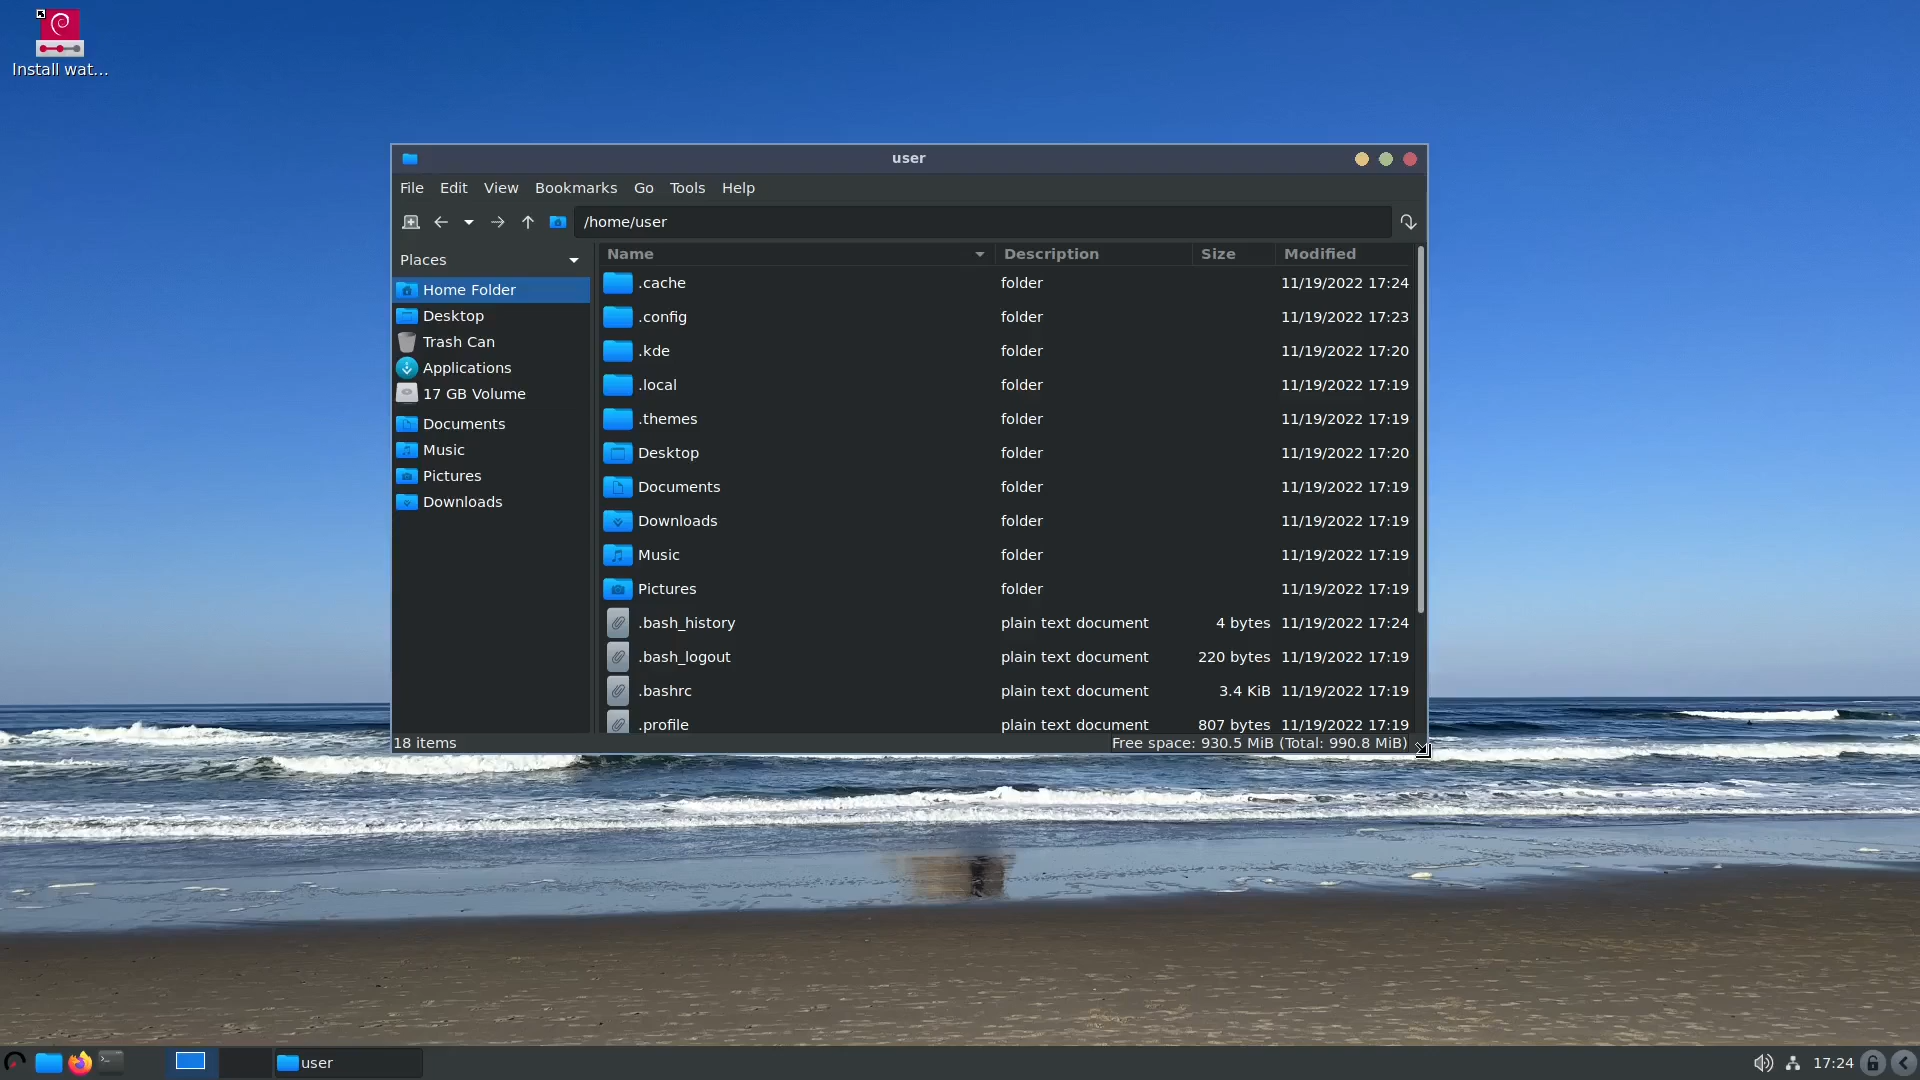 Install wat...
user
File Edit View Bookmarks Go Tools Help
/home/user
Places
Home Folder
Desktop
Trash Can
Applications
17 GB Volume
Documents
Music
Pictures
Downloads
Name Description Size Modified
.cache folder 11/19/2022 17:24
.config folder 11/19/2022 17:23
.kde folder 11/19/2022 17:20
.local folder 11/19/2022 17:19
.themes folder 11/19/2022 17:19
Desktop folder 11/19/2022 17:20
Documents folder 11/19/2022 17:19
Downloads folder 11/19/2022 17:19
Music folder 11/19/2022 17:19
Pictures folder 11/19/2022 17:19
.bash_history plain text document 4 bytes 11/19/2022 17:24
.bash_logout plain text document 220 bytes 11/19/2022 17:19
.bashrc plain text document 3.4 KiB 11/19/2022 17:19
.profile plain text document 807 bytes 11/19/2022 17:19
18 items Free space: 930.5 MiB (Total: 990.8 MiB)
user 17:24